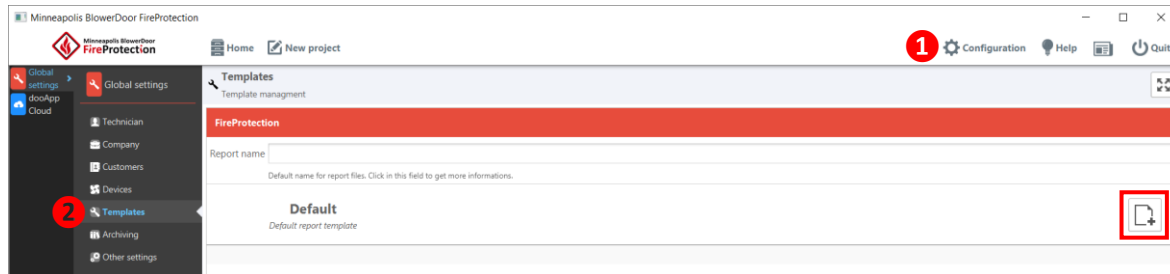 Minneapolis BlowerDoor FireProtection
Minneapolis BlowerDoor
FireProtection
Home
New project
1
Configuration
Help
Quit
Global
settings
dooApp
Cloud
Global settings
Technician
Company
Customers
Devices
2
Templates
Archiving
Other settings
Templates
Template managment
FireProtection
Report name
Default name for report files. Click in this field to get more informations.
Default
Default report template